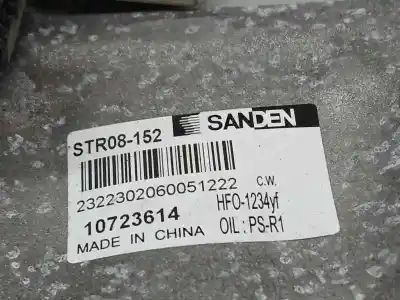 STR08-152 SANDEN
2322302060051222 C.W.
10723614 HFO-1234yf
MADE IN CHINA OIL : PS-R1